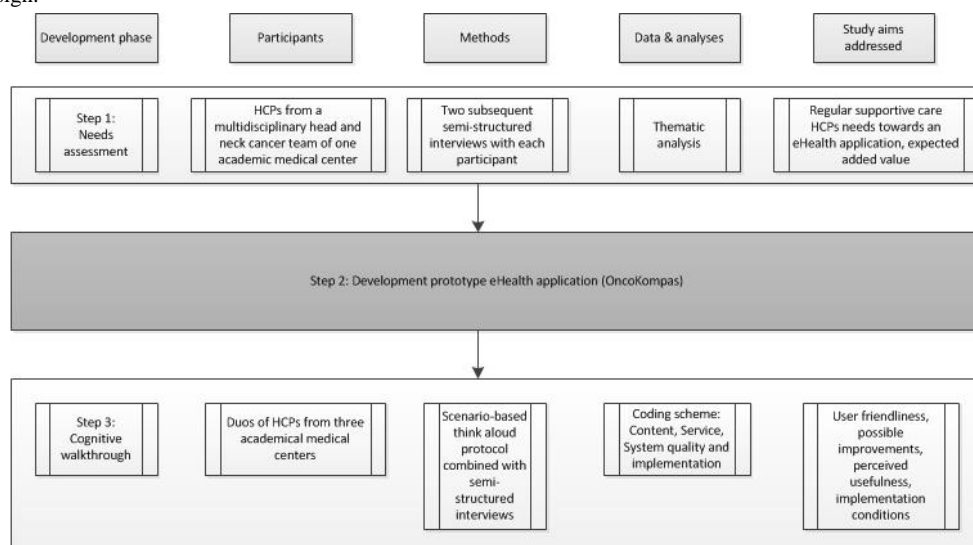 sign.
Development phase
Participants
Methods
Data & analyses
Study aims
addressed
Step 1:
Needs
assessment
HCPs from a
multidisciplinary head and
neck cancer team of one
academic medical center
Two subsequent
semi-structured
interviews with each
participant
Thematic
analysis
Regular supportive care
HCPs needs towards an
eHealth application, expected
added value
Step 2: Development prototype eHealth application (OncoKompas)
Step 3:
Cognitive
walkthrough
Duos of HCPs from three
academical medical
centers
Scenario-based
think aloud
protocol
combined with
semi-
structured
interviews
Coding scheme:
Content, Service,
System quality and
implementation
User friendliness,
possible
improvements,
perceived
usefulness,
implementation
conditions